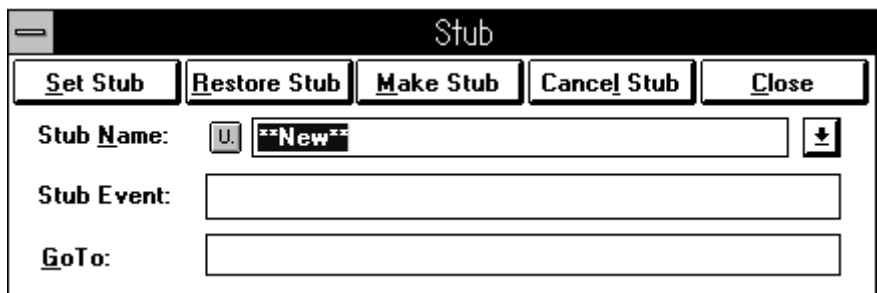 Stub
Set Stub Restore Stub Make Stub Cancel Stub Close
Stub Name: U. **New**
Stub Event:
GoTo: